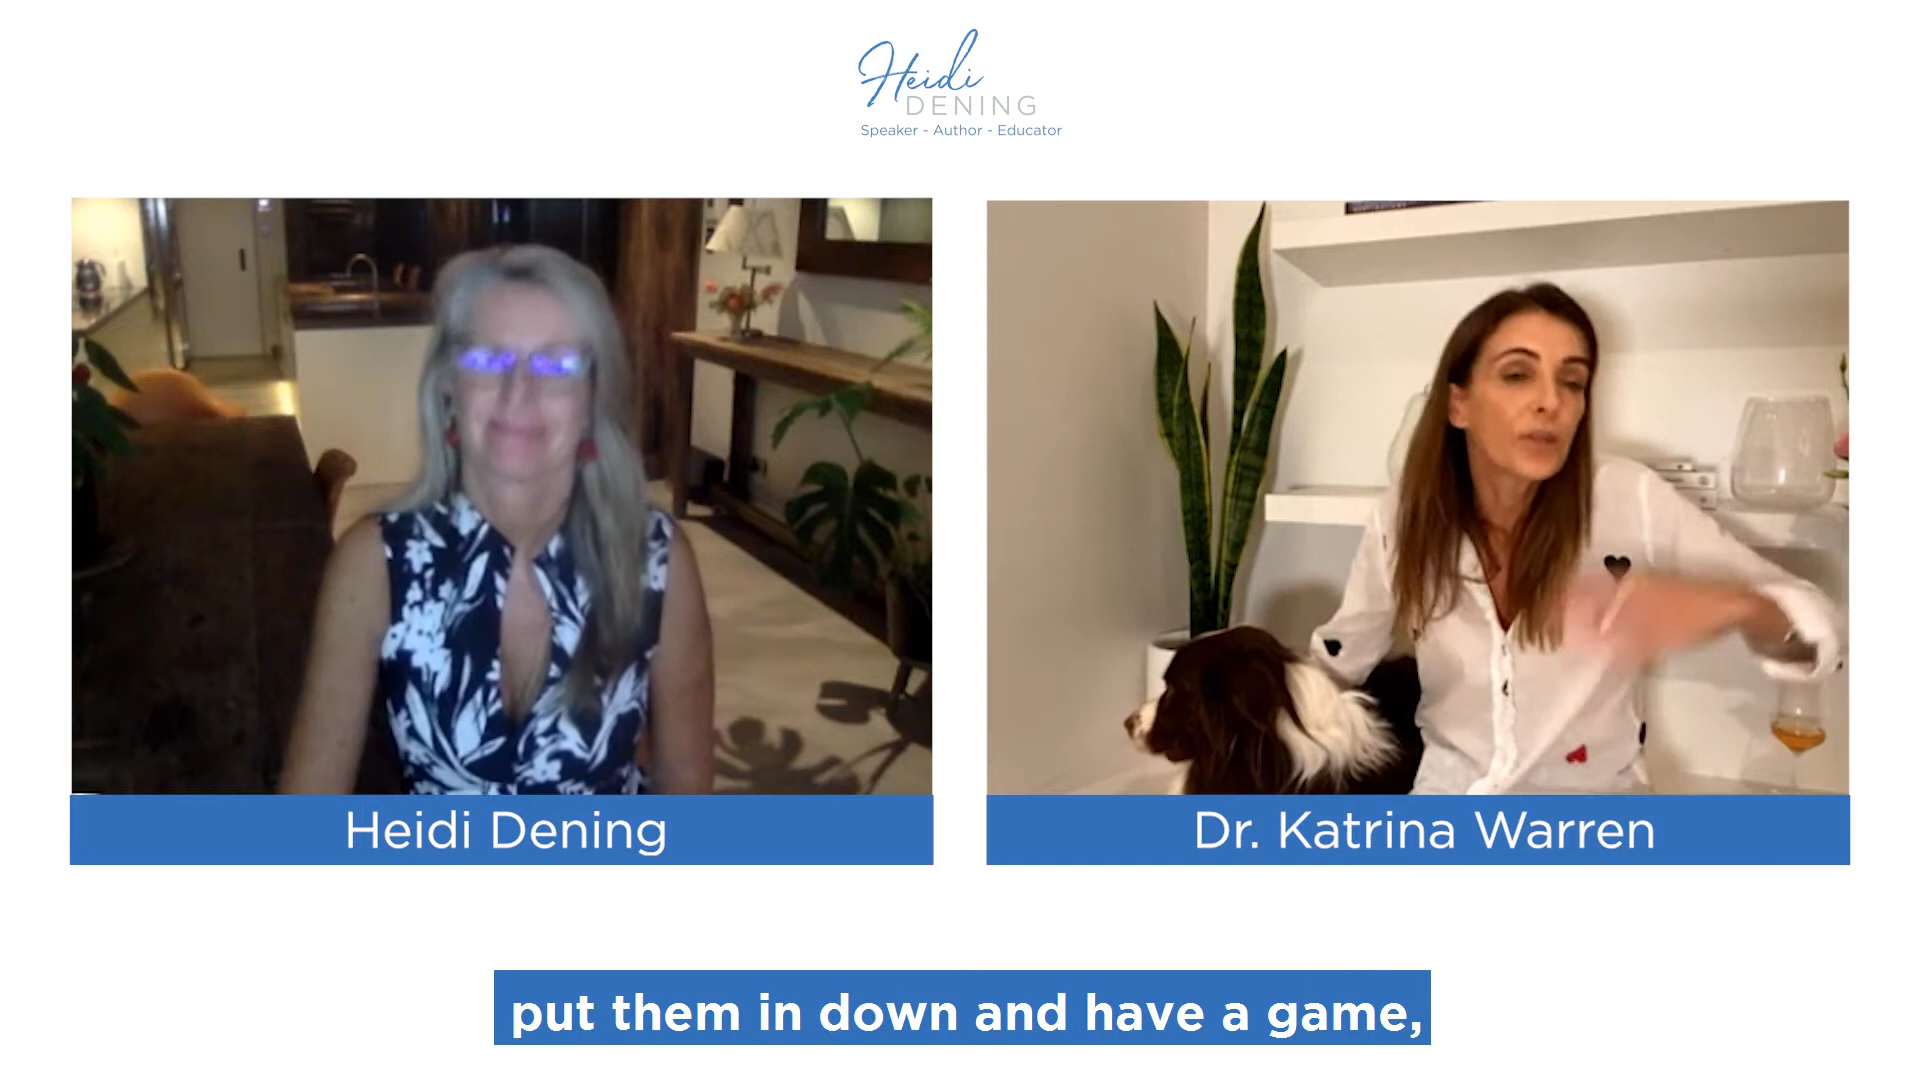 Heidi
DENING
Speaker - Author - Educator
Heidi Dening
Dr. Katrina Warren
put them in down and have a game,